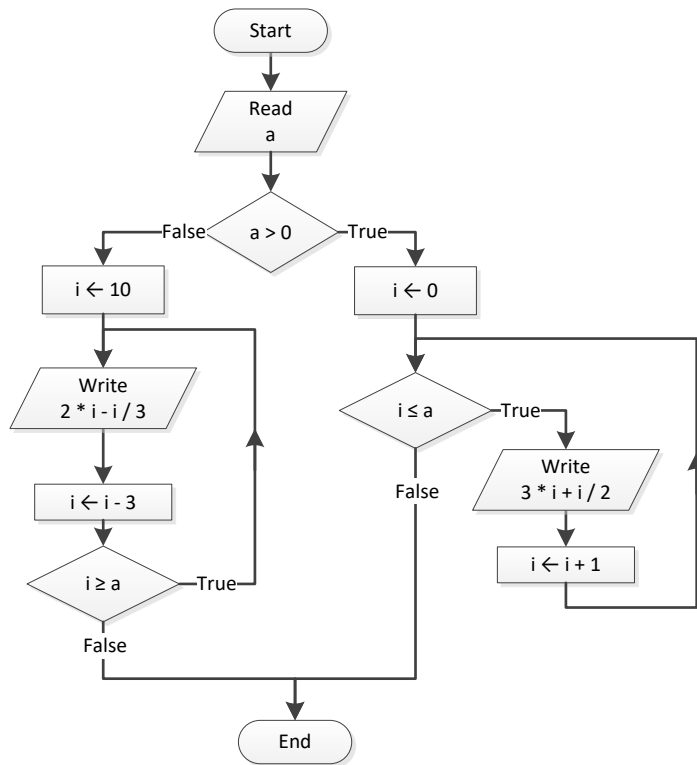 Start
Read
a
a > 0
False
True
i ← 10
i ← 0
Write
2 * i - i / 3
i ≤ a
True
Write
3 * i + i / 2
False
i ← i - 3
i ← i + 1
i ≥ a
True
False
End